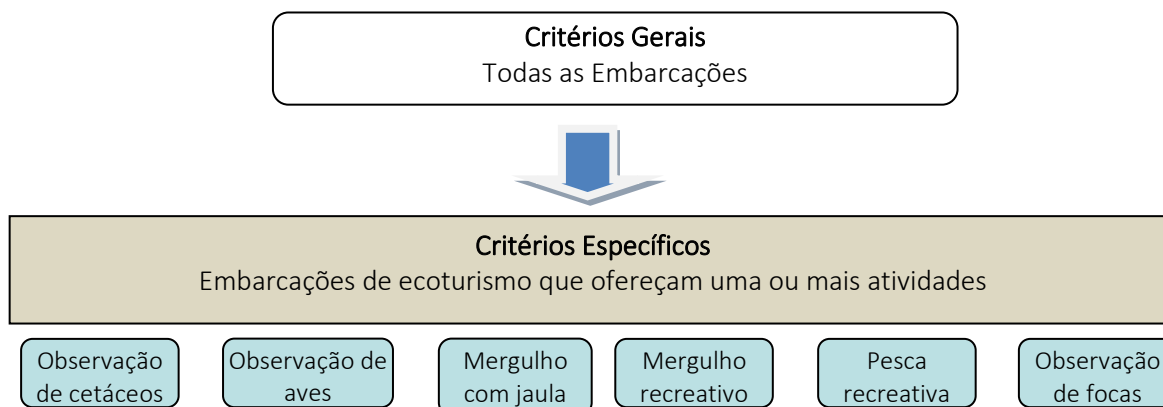 Critérios Gerais
Todas as Embarcações
Critérios Específicos
Embarcações de ecoturismo que ofereçam uma ou mais atividades
Observação
de cetáceos
Observação de
aves
Mergulho
com jaula
Mergulho
recreativo
Pesca
recreativa
Observação
de focas